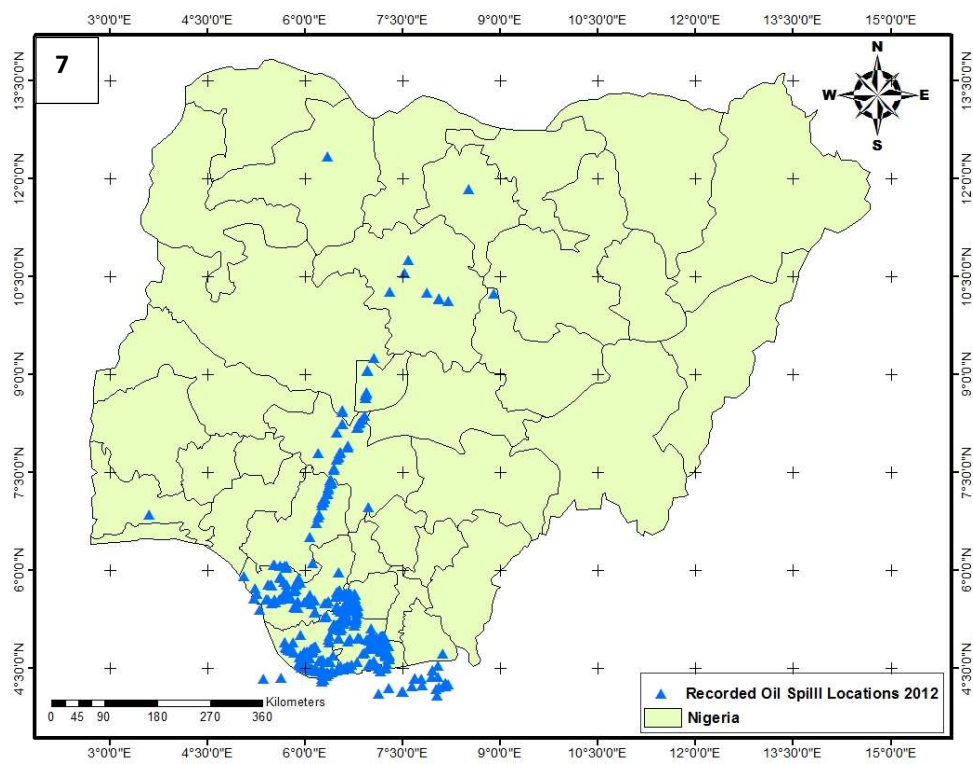 3°0'0"E 4°30'0"E 6°0'0"E 7°30'0"E 9°0'0"E 10°30'0"E 12°0'0"E 13°30'0"E 15°0'0"E
7
N
W E
S
13°30'0"N 13°30'0"N
12°0'0"N 12°0'0"N
10°30'0"N 10°30'0"N
9°0'0"N 9°0'0"N
7°30'0"N 7°30'0"N
6°0'0"N 6°0'0"N
4°30'0"N 4°30'0"N
Kilometers
0 45 90 180 270 360
Recorded Oil Spilll Locations 2012
Nigeria
3°0'0"E 4°30'0"E 6°0'0"E 7°30'0"E 9°0'0"E 10°30'0"E 12°0'0"E 13°30'0"E 15°0'0"E